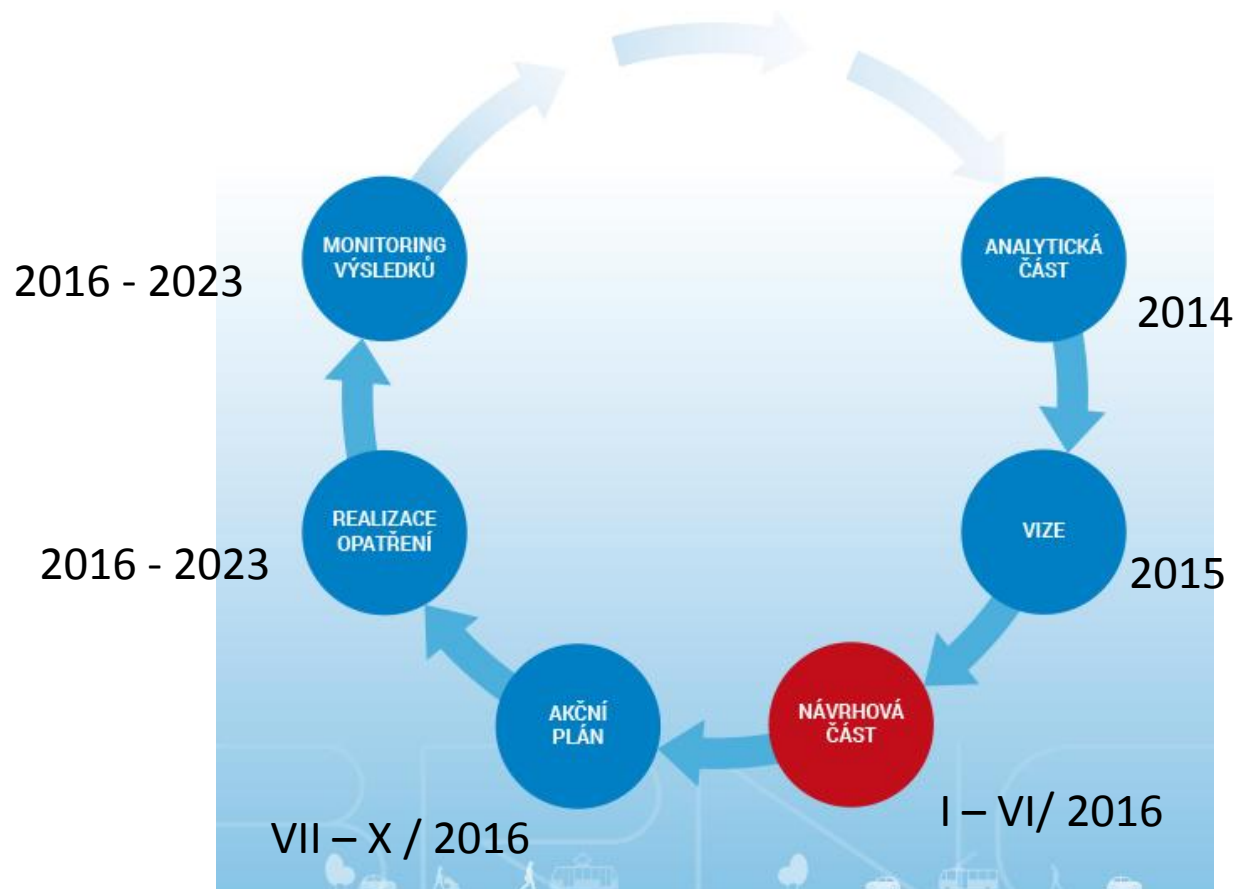 MONITORING
VÝSLEDKŮ
2016 - 2023
ANALYTICKÁ
ČÁST
2014
REALIZACE
OPATŘENÍ
2016 - 2023
VIZE
2015
AKČNÍ
PLÁN
VII – X / 2016
NÁVRHOVÁ
ČÁST
I – VI/ 2016